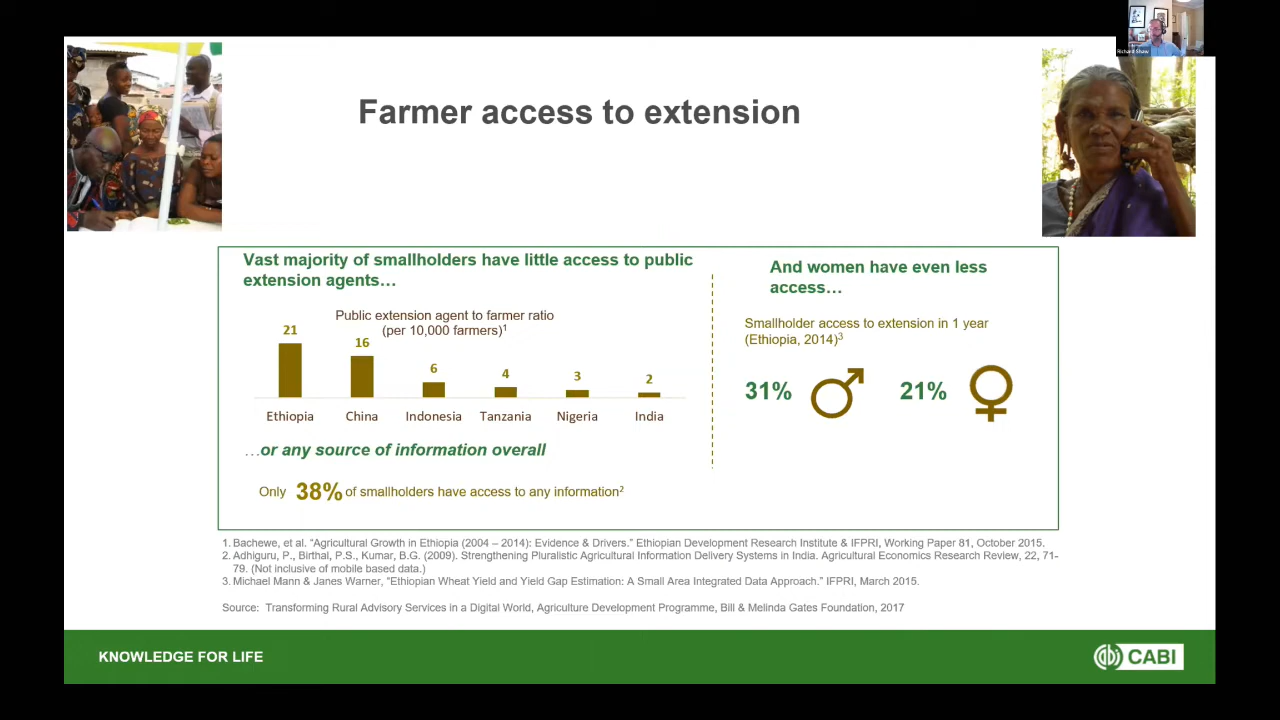 Richard Shaw
Farmer access to extension
Vast majority of smallholders have little access to public
extension agents…
Public extension agent to farmer ratio
(per 10,000 farmers)1
21
16
6
4
3
2
Ethiopia
China
Indonesia
Tanzania
Nigeria
India
…or any source of information overall
Only 38% of smallholders have access to any information2
And women have even less
access…
Smallholder access to extension in 1 year
(Ethiopia, 2014)3
31%
21%
1. Bachewe, et al. “Agricultural Growth in Ethiopia (2004 – 2014): Evidence & Drivers.” Ethiopian Development Research Institute & IFPRI, Working Paper 81, October 2015.
2. Adhiguru, P., Birthal, P.S., Kumar, B.G. (2009). Strengthening Pluralistic Agricultural Information Delivery Systems in India. Agricultural Economics Research Review, 22, 71-
79. (Not inclusive of mobile based data.)
3. Michael Mann & Janes Warner, “Ethiopian Wheat Yield and Yield Gap Estimation: A Small Area Integrated Data Approach.” IFPRI, March 2015.
Source: Transforming Rural Advisory Services in a Digital World, Agriculture Development Programme, Bill & Melinda Gates Foundation, 2017
KNOWLEDGE FOR LIFE
CABI